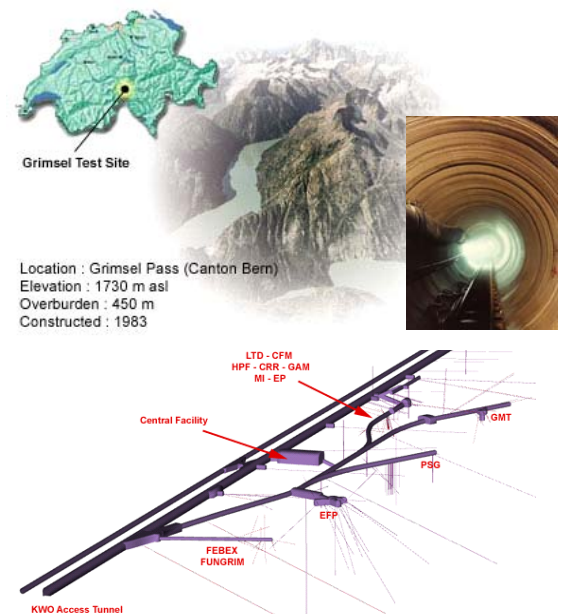 Grimsel Test Site
Location : Grimsel Pass (Canton Bern)
Elevation : 1730 m asl
Overburden : 450 m
Constructed : 1983
LTD - CFM
HPF - CRR - GAM
MI - EP
Central Facility
GMT
PSG
EFP
FEBEX
FUNGRIM
KWO Access Tunnel